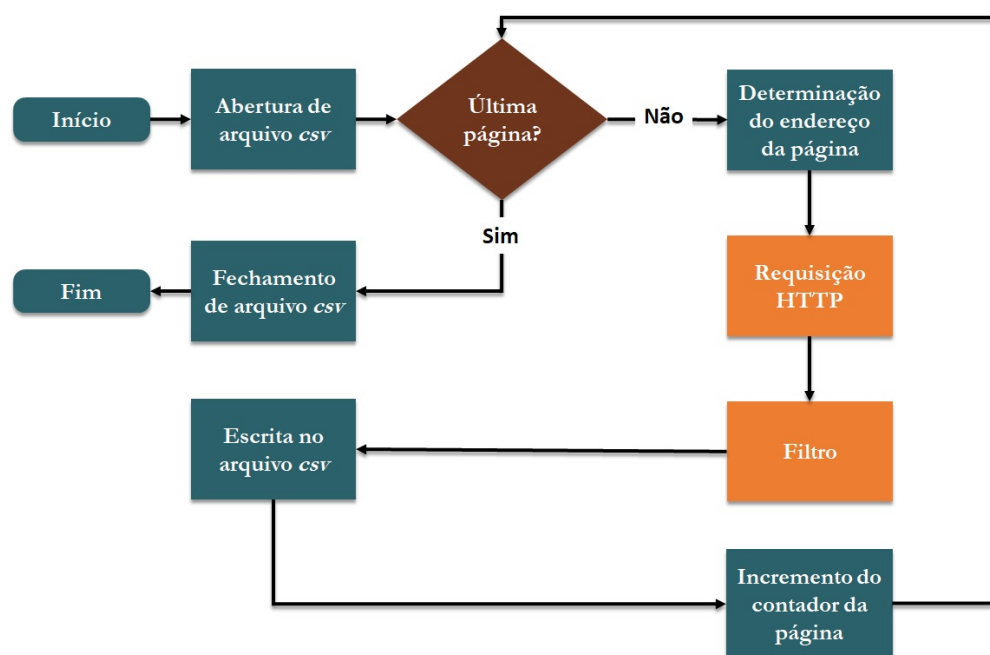 Início
Abertura de
arquivo csv
Última
página?
Não
Determinação
do endereço
da página
Sim
Requisição
HTTP
Fim
Fechamento
de arquivo csv
Filtro
Escrita no
arquivo csv
Incremento do
contador da
página